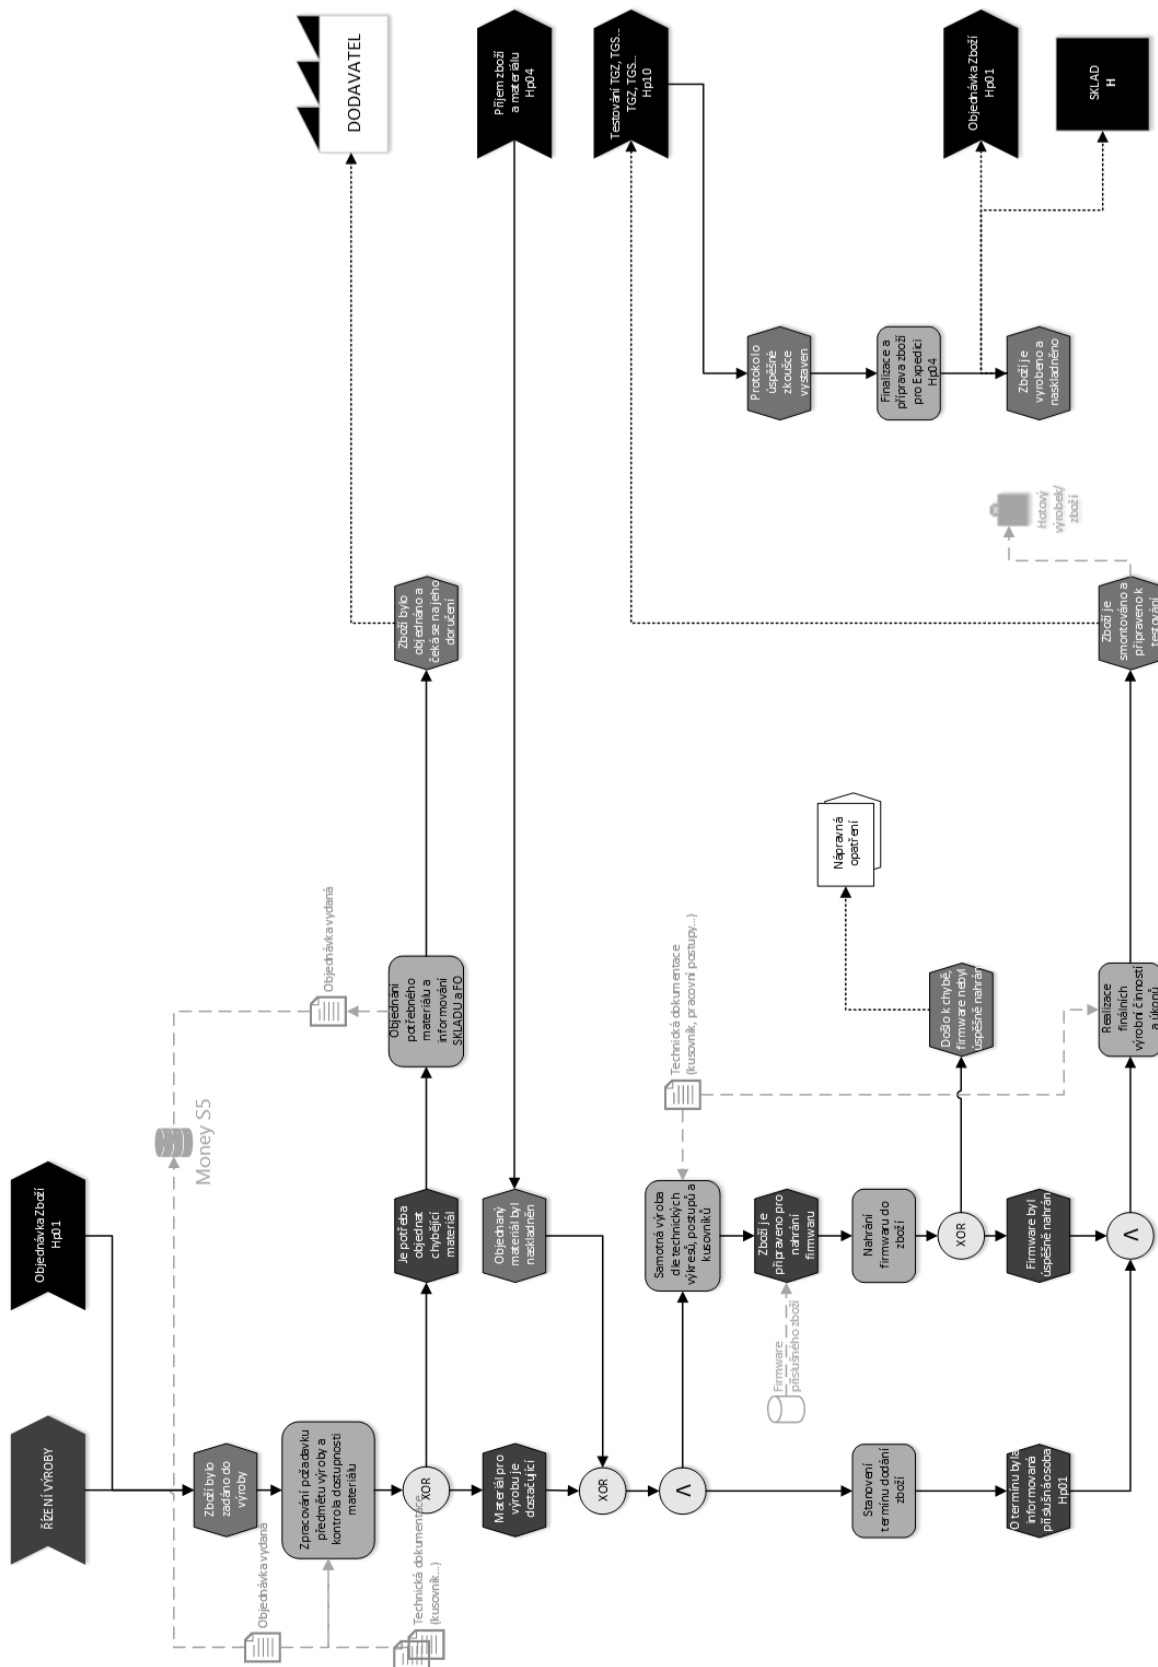 DODAVATEL
Příjem zboží
a materiálu
Hp04
Testování TGZ, TGS...
TGZ, TGS...
Hp10
Objednávka Zboží
Hp01
SKLAD
H
Protokol o
úspěšné
zkoušce
vystaven
Finalizace a
příprava zboží
pro Expedici
Hp04
Zboží je
vyrobeno a
naskladněno
Hotový
výrobek/
zboží
Zboží bylo
objednáno a
čeká se na jeho
doručení
Zboží je
smontováno a
připraveno k
testování
Nápravná
opatření
Objednávka vydaná
Technická dokumentace
(kusovník, pracovní postupy...)
Objednání
potřebného
materiálu a
informování
SKLADU a FO
Došlo k chybě,
firmware nebyl
úspěšně nahrán
Realizace
finálních
výrobní činností
a úkonů
Money S5
Objednávka Zboží
Hp01
Je potřeba
objednat
chybějící
materiál
Objednaný
materiál byl
naskladněn
Samotná výroba
dle technických
výkresů, postupů a
kusovníků
Zboží je
připraveno pro
nahrání
firmwaru
Nahrání
firmwaru do
zboží
XOR
Firmware byl
úspěšně nahrán
V
Firmware
příslušného zboží
ŘÍZENÍ VÝROBY
Zboží bylo
zadáno do
výroby
Zpracování požadavku
předmětu výroby a
kontrola dostupnosti
materiálu
XOR
Materiál pro
výrobu je
dostačující
XOR
V
Stanovení
termínu dodání
zboží
O termínu byla
informovaná
příslušná osoba
Hp01
Objednávka vydaná
Technická dokumentace
(kusovník...)